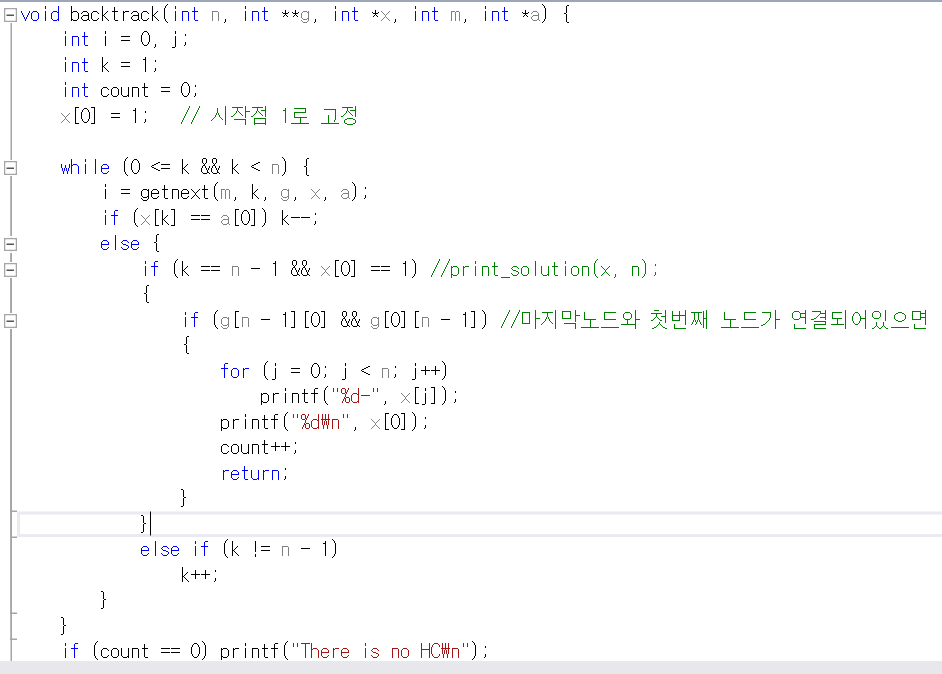 void backtrack(int n, int **g, int *x, int m, int *a) {
int i = 0, j;
int k = 1;
int count = 0;
x[0] = 1; // 시작점 1로 고정
while (0 <= k && k < n) {
i = getnext(m, k, g, x, a);
if (x[k] == a[0]) k--;
else {
if (k == n - 1 && x[0] == 1) //print_solution(x, n);
{
if (g[n - 1][0] && g[0][n - 1]) //마지막노드와 첫번째 노드가 연결되어있으면
{
for (j = 0; j < n; j++)
printf("%d-", x[j]);
printf("%d₩n", x[0]);
count++;
return;
}
}
else if (k != n - 1)
k++;
}
}
if (count == 0) printf("There is no HC₩n");